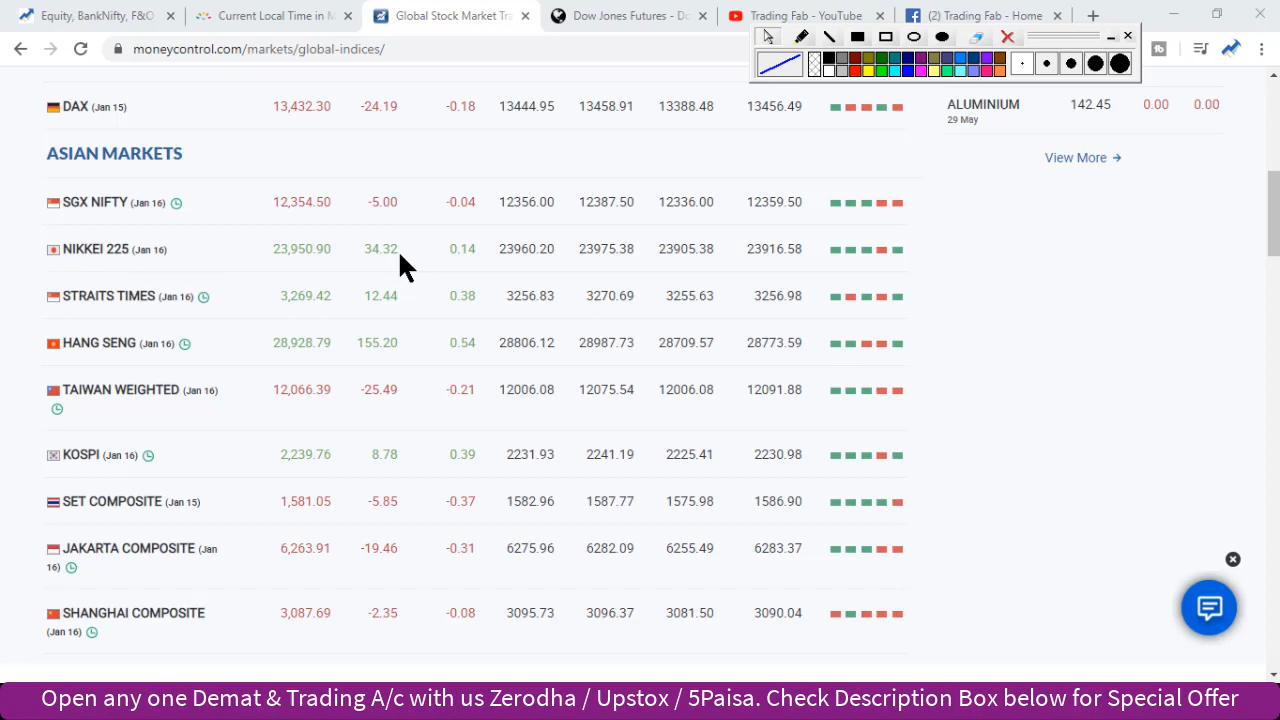 Equity, BankNifty, F&O
Current Local Time in M
Global Stock Market Tra
Dow Jones Futures - Do
Trading Fab - YouTube
(2) Trading Fab - Home
moneycontrol.com/markets/global-indices/
DAX (Jan 15) 13,432.30 -24.19 -0.18 13444.95 13458.91 13388.48 13456.49
ALUMINIUM 142.45 0.00 0.00
29 May
View More
ASIAN MARKETS
SGX NIFTY (Jan 16) 12,354.50 -5.00 -0.04 12356.00 12387.50 12336.00 12359.50
NIKKEI 225 (Jan 16) 23,950.90 34.32 0.14 23960.20 23975.38 23905.38 23916.58
STRAITS TIMES (Jan 16) 3,269.42 12.44 0.38 3256.83 3270.69 3255.63 3256.98
HANG SENG (Jan 16) 28,928.79 155.20 0.54 28806.12 28987.73 28709.57 28773.59
TAIWAN WEIGHTED (Jan 16) 12,066.39 -25.49 -0.21 12006.08 12075.54 12006.08 12091.88
KOSPI (Jan 16) 2,239.76 8.78 0.39 2231.93 2241.19 2225.41 2230.98
SET COMPOSITE (Jan 15) 1,581.05 -5.85 -0.37 1582.96 1587.77 1575.98 1586.90
JAKARTA COMPOSITE (Jan 6,263.91 -19.46 -0.31 6275.96 6282.09 6255.49 6283.37
16)
SHANGHAI COMPOSITE 3,087.69 -2.35 -0.08 3095.73 3096.37 3081.50 3090.04
(Jan 16)
Open any one Demat & Trading A/c with us Zerodha / Upstox / 5Paisa. Check Description Box below for Special Offer